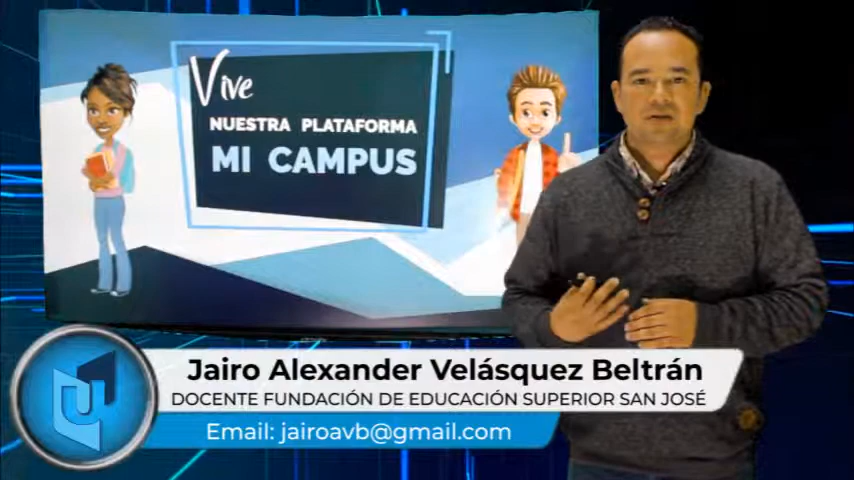 Vive
NUESTRA PLATAFORMA
MI CAMPUS
Jairo Alexander Velásquez Beltrán
DOCENTE FUNDACIÓN DE EDUCACIÓN SUPERIOR SAN JOSÉ
Email: jairoavb@gmail.com